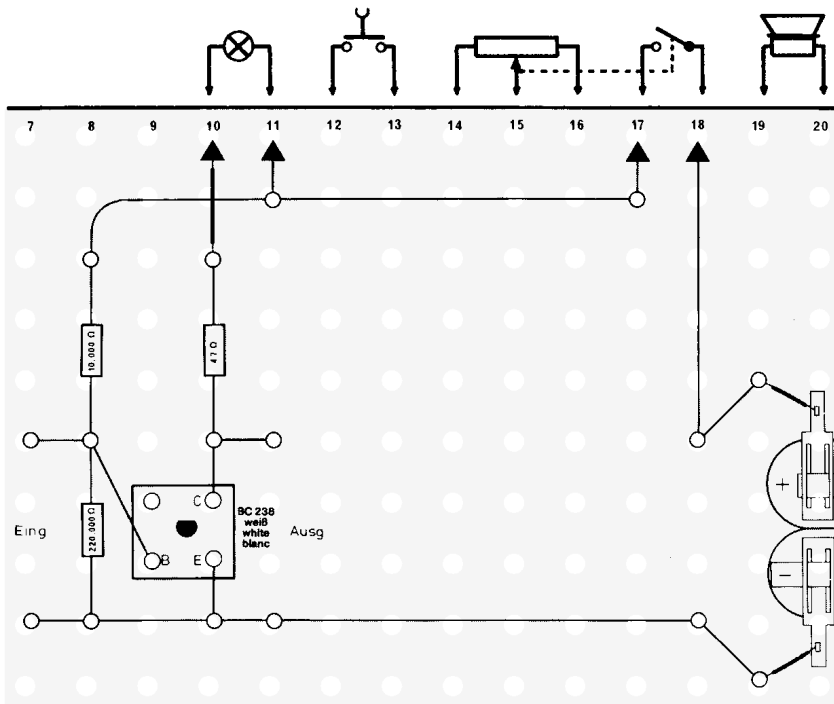 7 8 9 10 11 12 13 14 15 16 17 18 19 20
10.000 Ω
47 Ω
C
BC 238
weiß
white
blanc
Eing
220.000 Ω
B
E
Ausg
+
−